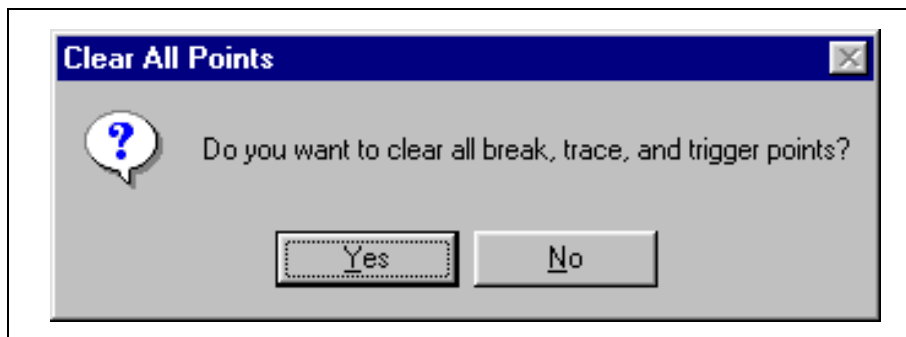 Clear All Points
Do you want to clear all break, trace, and trigger points?
Yes
No